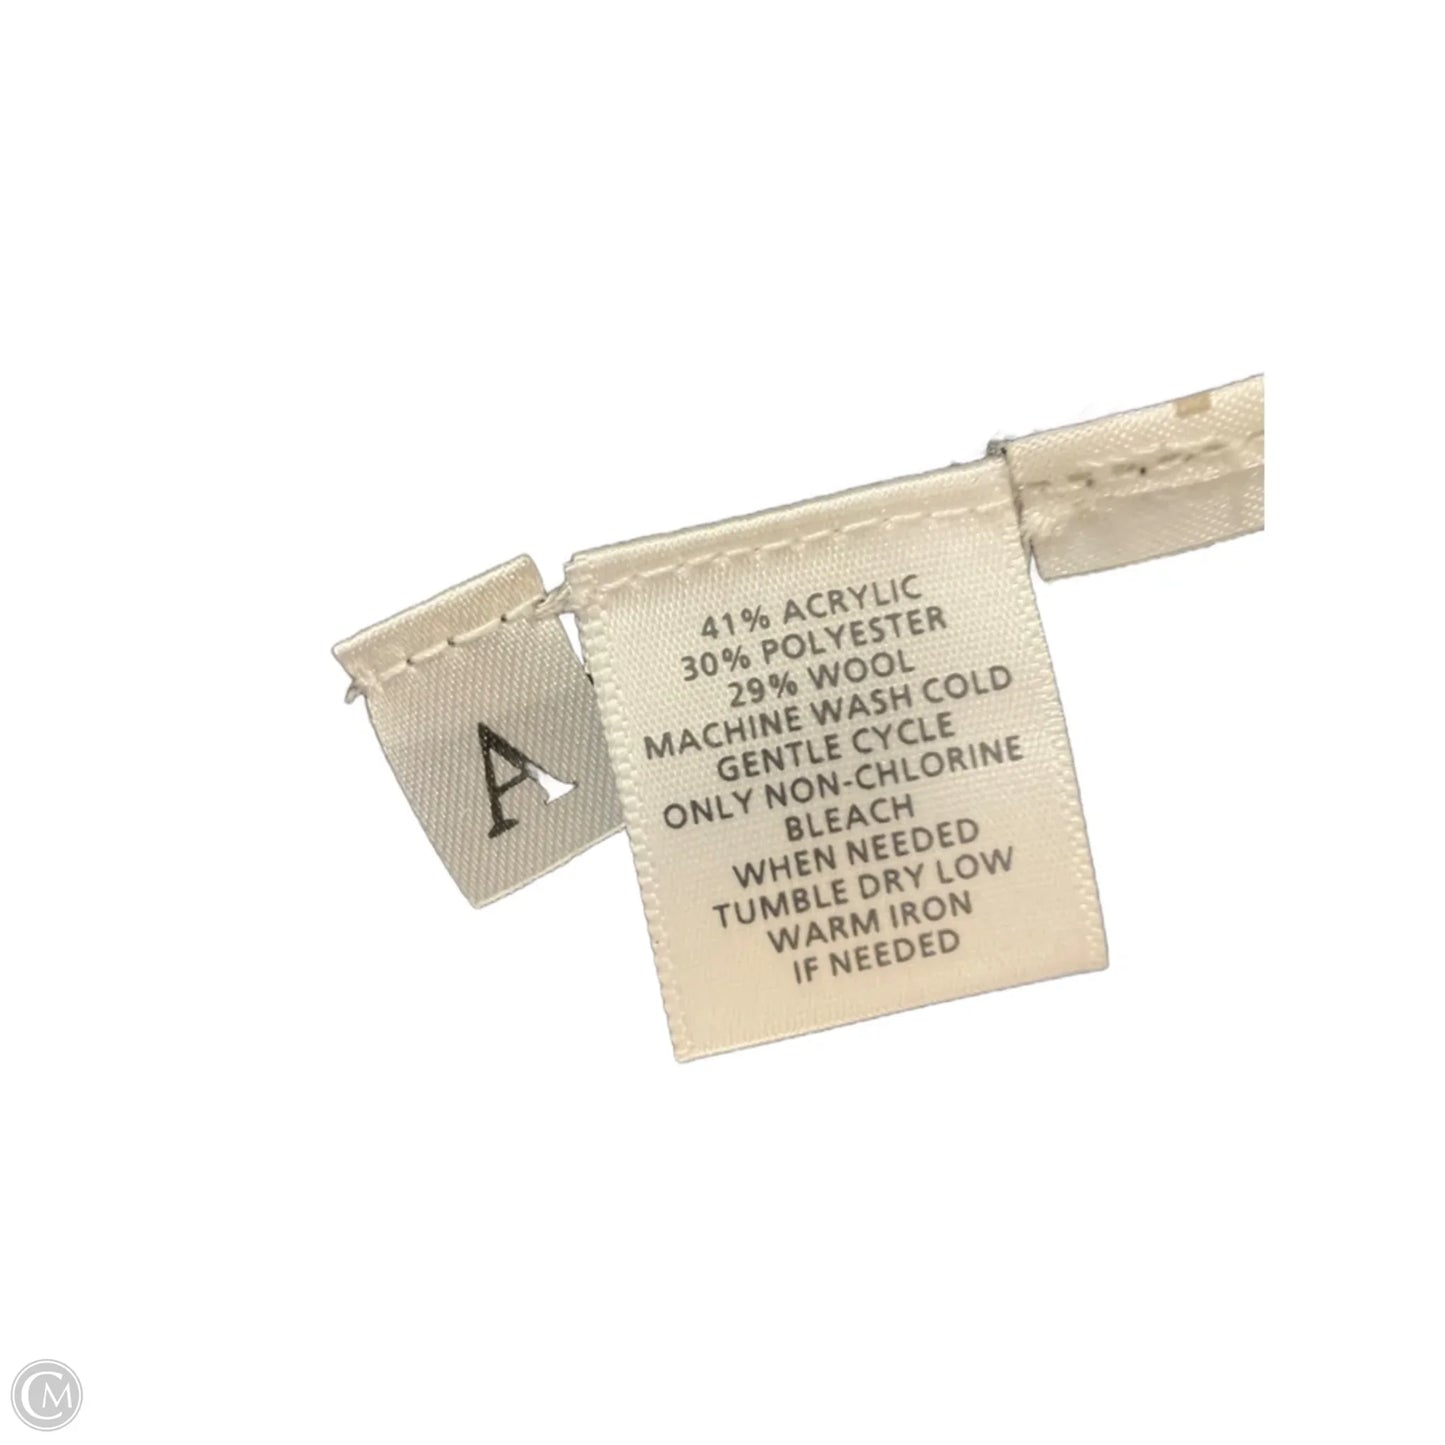 A
41% ACRYLIC
30% POLYESTER
29% WOOL
MACHINE WASH COLD
GENTLE CYCLE
ONLY NON-CHLORINE
BLEACH
WHEN NEEDED
TUMBLE DRY LOW
WARM IRON
IF NEEDED
CM